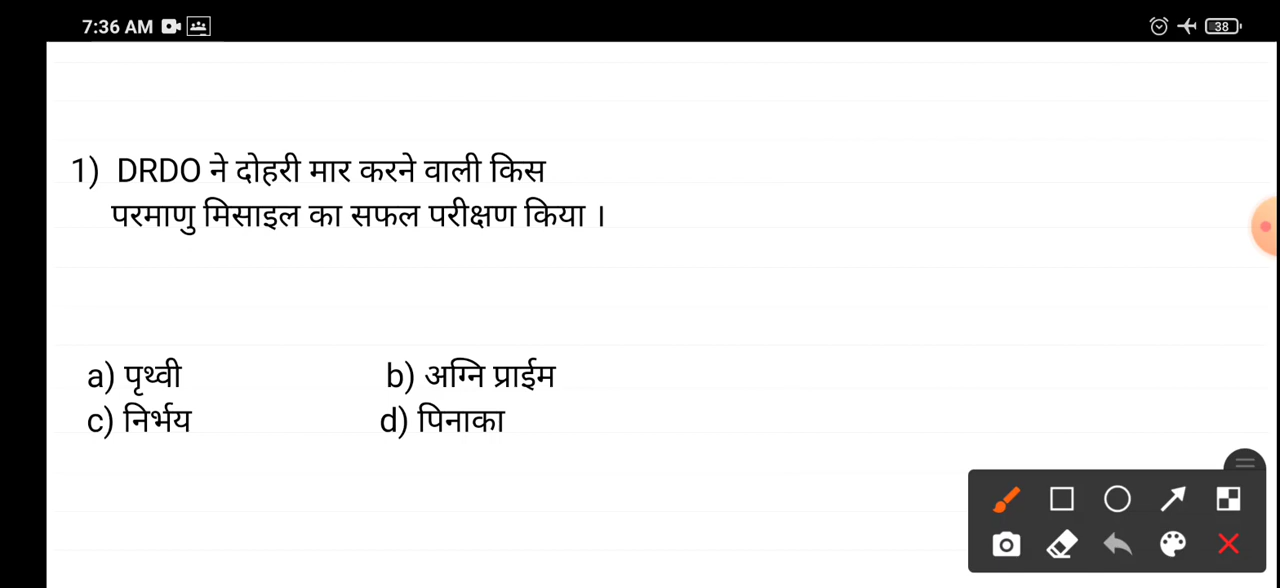 7:36 AM
38
1) DRDO ने दोहरी मार करने वाली किस
परमाणु मिसाइल का सफल परीक्षण किया ।
a) पृथ्वी b) अग्नि प्राईम
c) निर्भय d) पिनाका